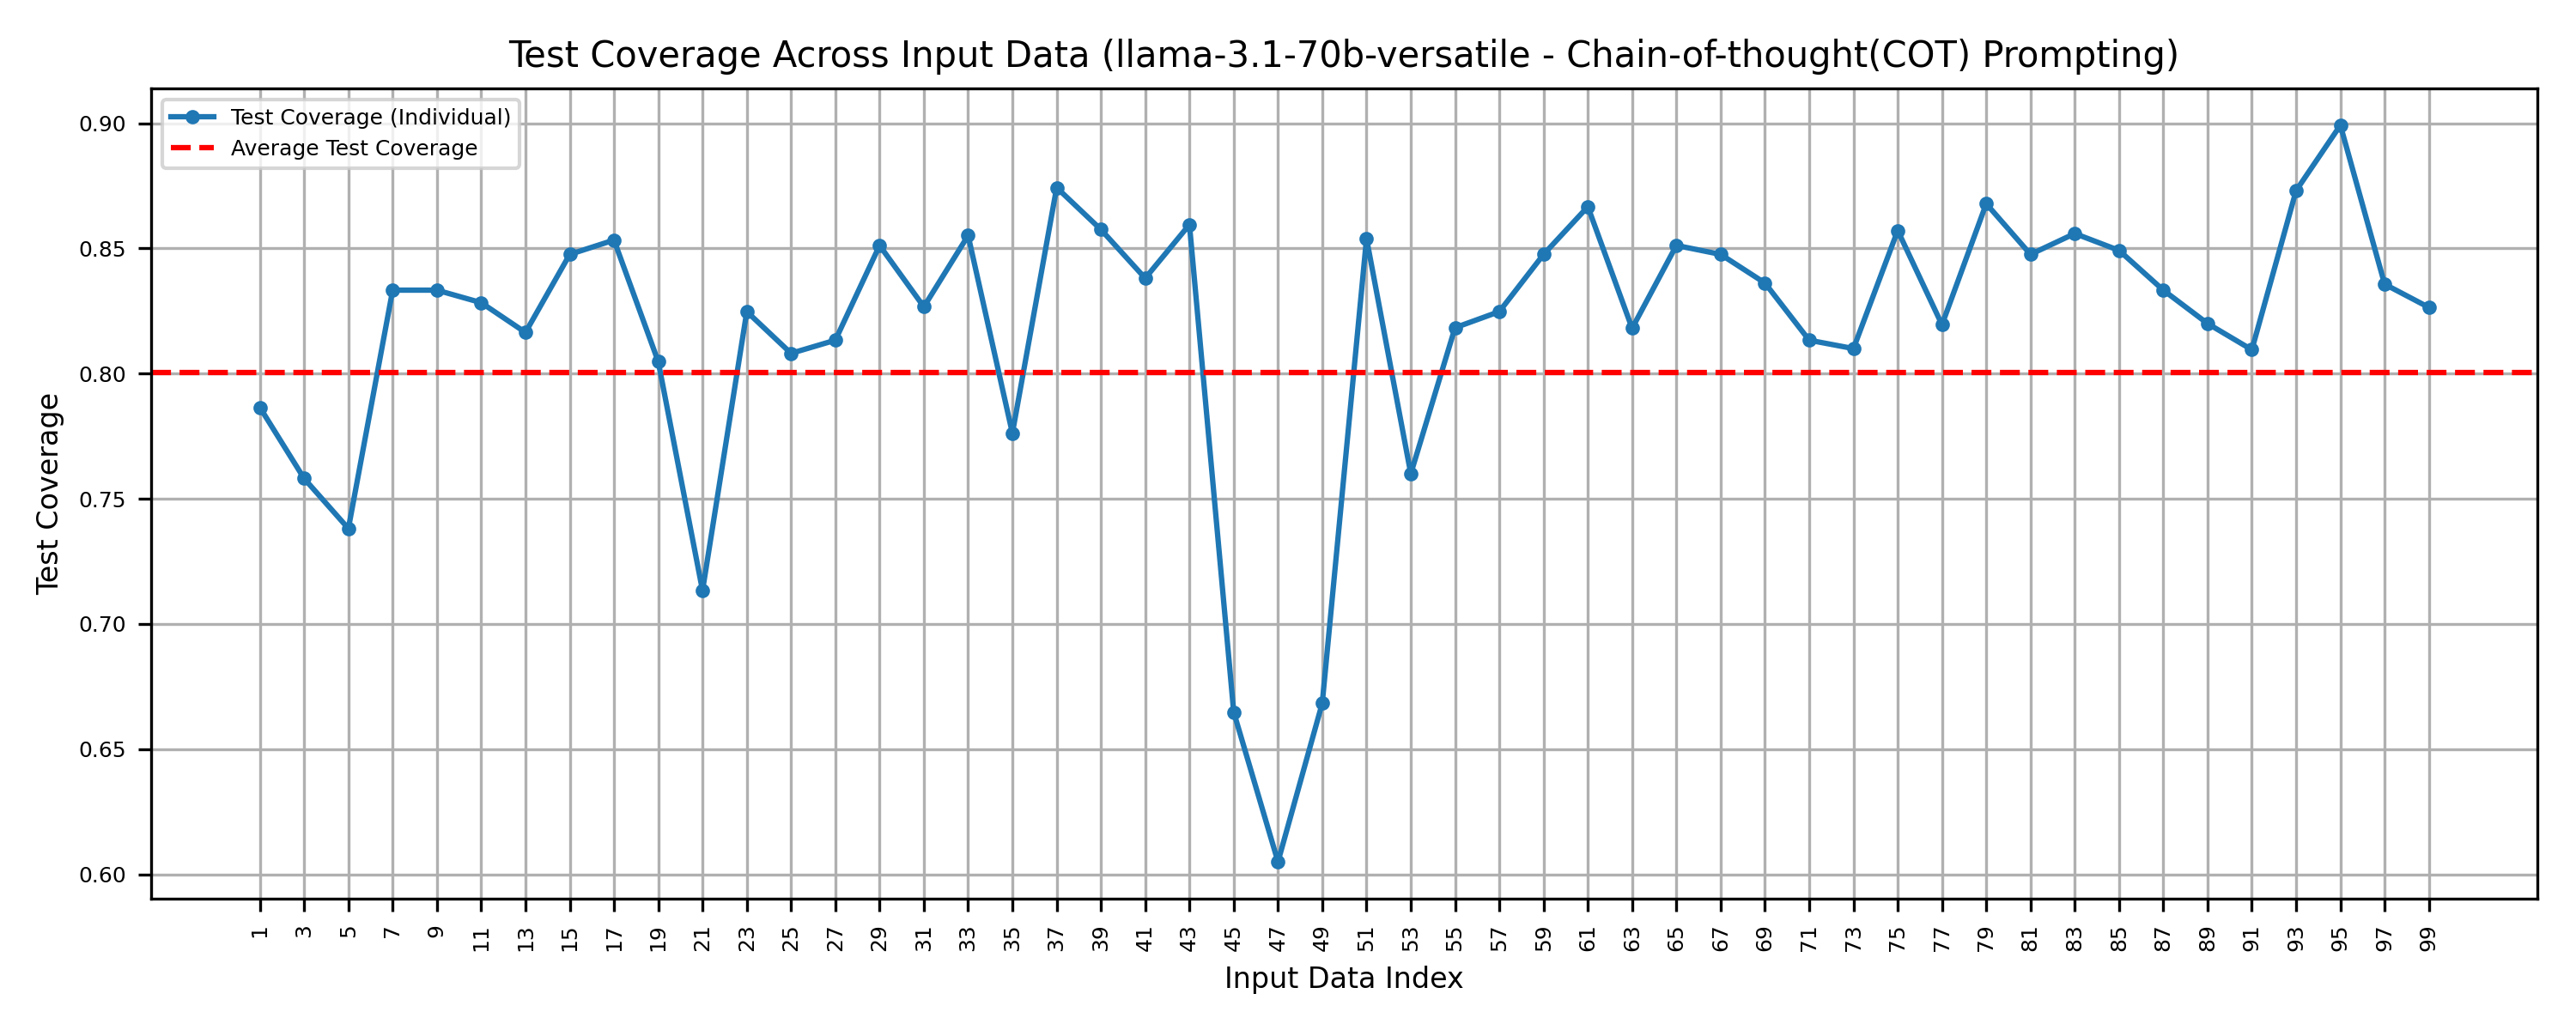 Test Coverage Across Input Data (llama-3.1-70b-versatile - Chain-of-thought(COT) Prompting)
Test Coverage (Individual)
Average Test Coverage
0.90
0.85
0.80
0.75
0.70
0.65
0.60
Test Coverage
1 3 5 7 9 11 13 15 17 19 21 23 25 27 29 31 33 35 37 39 41 43 45 47 49 51 53 55 57 59 61 63 65 67 69 71 73 75 77 79 81 83 85 87 89 91 93 95 97 99
Input Data Index